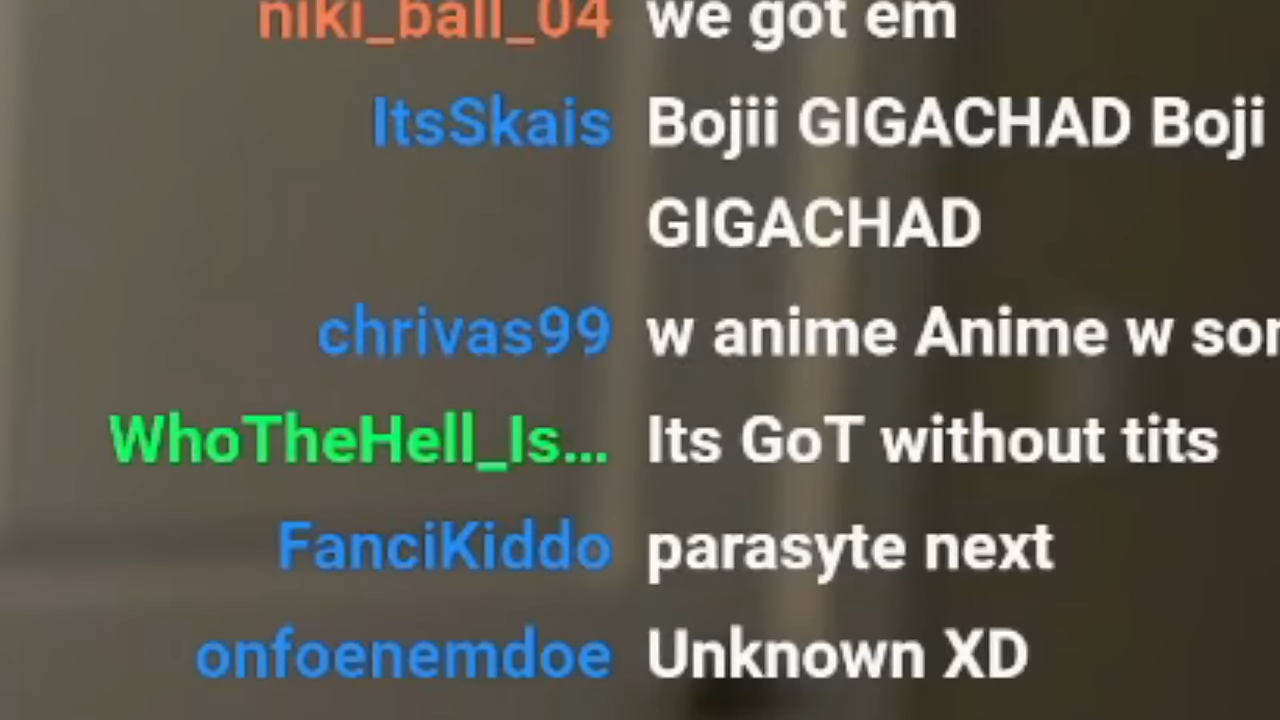 niki_ball_04 we got em
ItsSkais Bojii GIGACHAD Boji
GIGACHAD
chrivas99 w anime Anime w
WhoTheHell_Is... Its GoT without tits
FanciKiddo parasyte next
onfoenemdoe Unknown XD